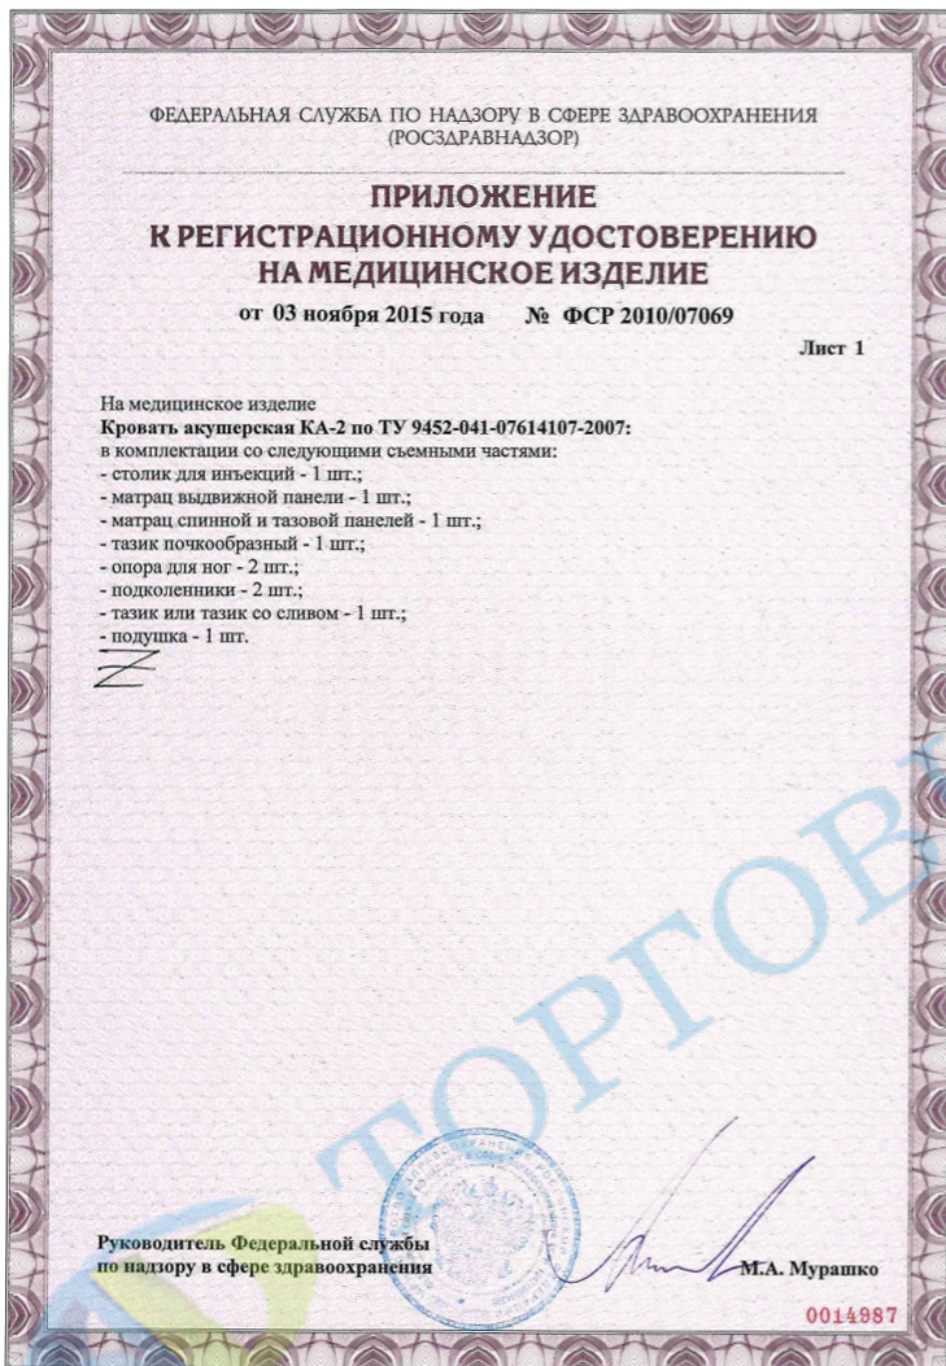 ФЕДЕРАЛЬНАЯ СЛУЖБА ПО НАДЗОРУ В СФЕРЕ ЗДРАВООХРАНЕНИЯ
(РОСЗДРАВНАДЗОР)
ПРИЛОЖЕНИЕ
К РЕГИСТРАЦИОННОМУ УДОСТОВЕРЕНИЮ
НА МЕДИЦИНСКОЕ ИЗДЕЛИЕ
от 03 ноября 2015 года № ФСР 2010/07069
Лист 1
На медицинское изделие
Кровать акушерская КА-2 по ТУ 9452-041-07614107-2007:
в комплектации со следующими съемными частями:
- столик для инъекций - 1 шт.;
- матрац выдвижной панели - 1 шт.;
- матрац спинной и тазовой панелей - 1 шт.;
- тазик почкообразный - 1 шт.;
- опора для ног - 2 шт.;
- подколенники - 2 шт.;
- тазик или тазик со сливом - 1 шт.;
- подушка - 1 шт.
ТОРГОВ
Руководитель Федеральной службы
по надзору в сфере здравоохранения
М.А. Мурашко
0014987